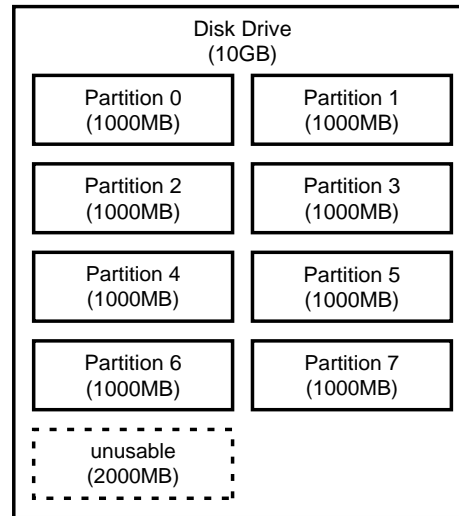 Disk Drive
(10GB)
Partition 0
(1000MB)
Partition 1
(1000MB)
Partition 2
(1000MB)
Partition 3
(1000MB)
Partition 4
(1000MB)
Partition 5
(1000MB)
Partition 6
(1000MB)
Partition 7
(1000MB)
unusable
(2000MB)